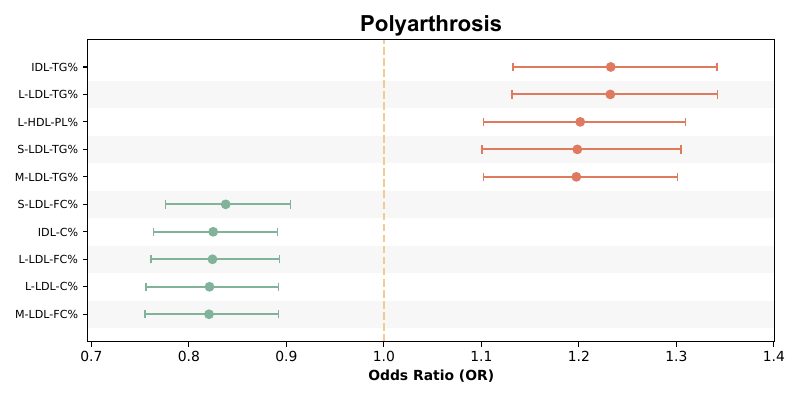 Polyarthrosis
IDL-TG%
L-LDL-TG%
L-HDL-PL%
S-LDL-TG%
M-LDL-TG%
S-LDL-FC%
IDL-C%
L-LDL-FC%
L-LDL-C%
M-LDL-FC%
0.7 0.8 0.9 1.0 1.1 1.2 1.3 1.4
Odds Ratio (OR)